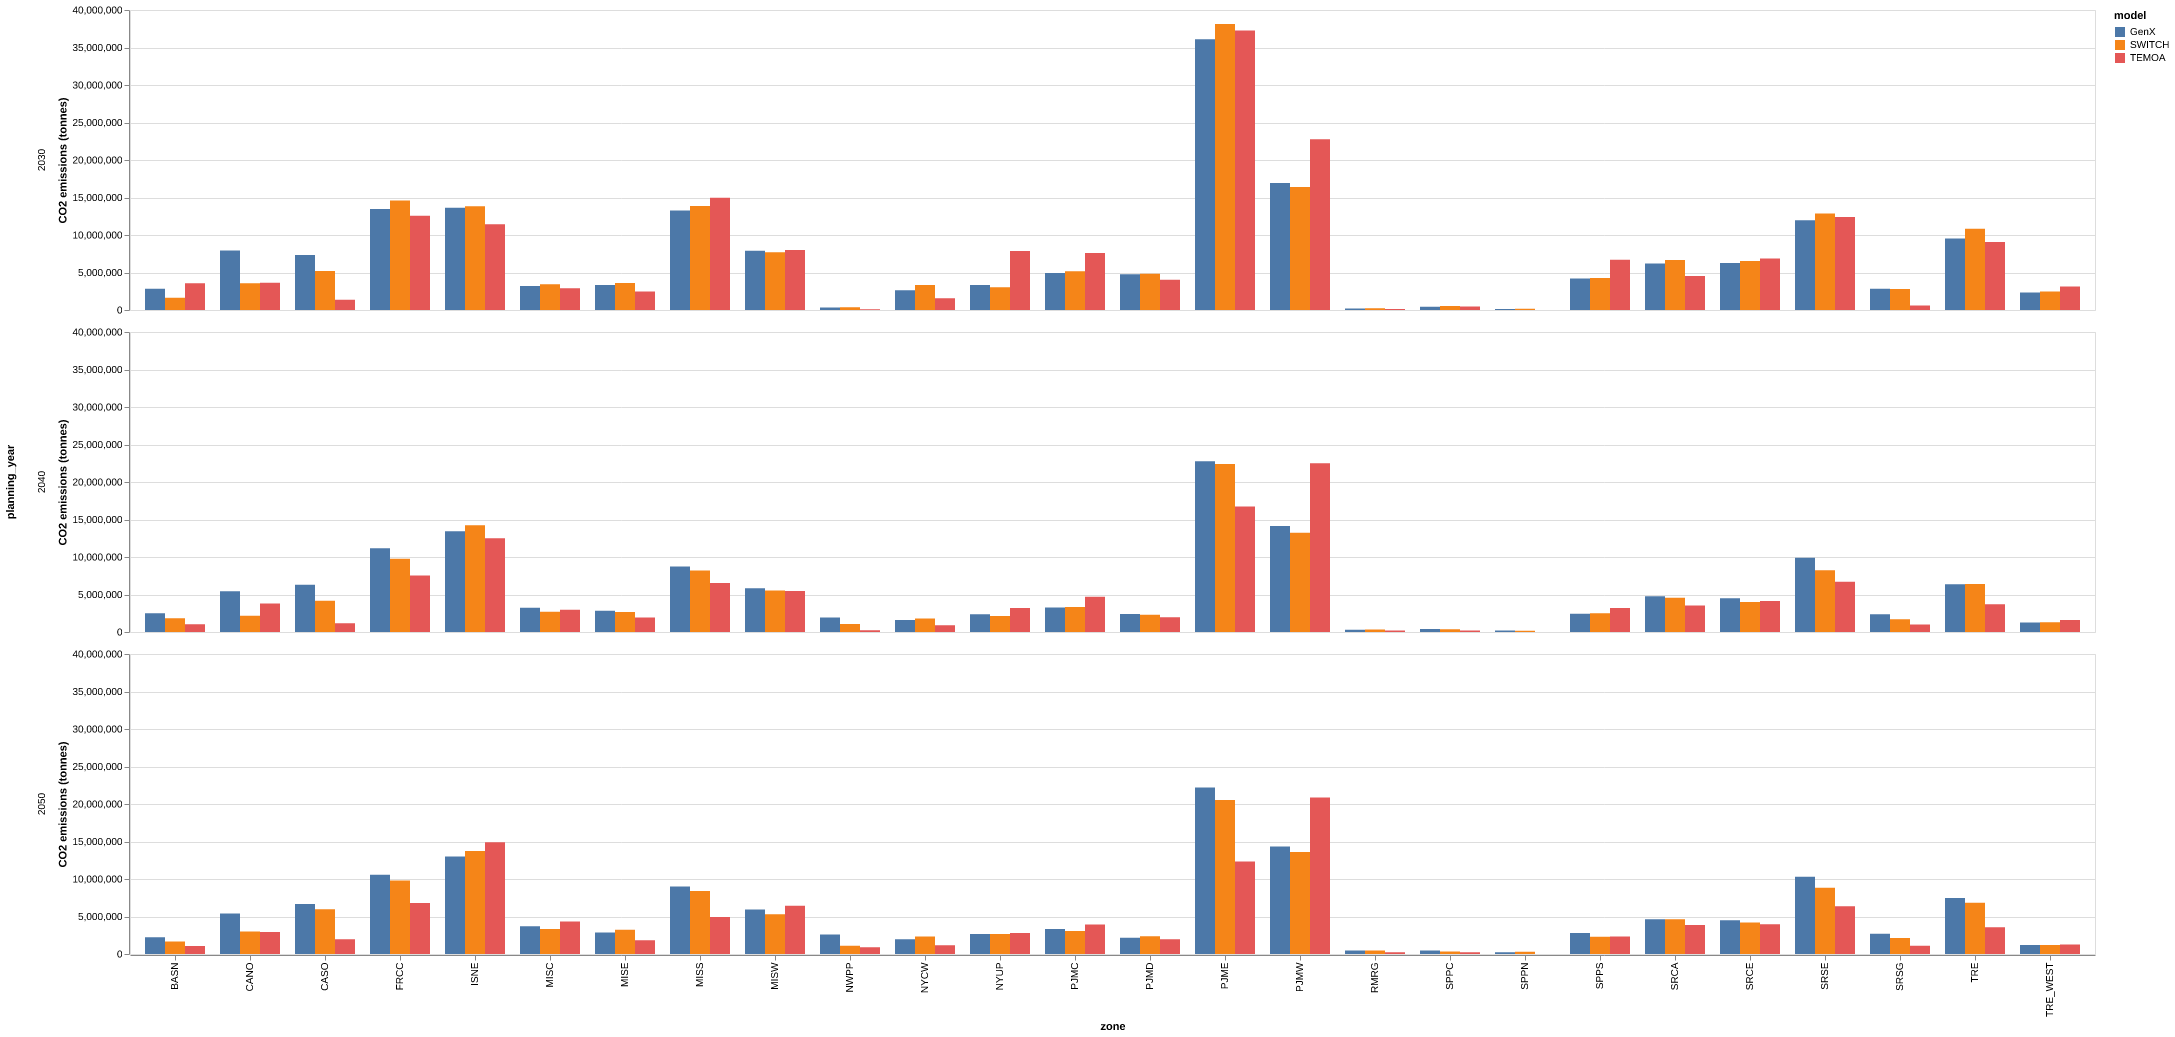 model
GenX
SWITCH
TEMOA
planning_year
2030
CO2 emissions (tonnes)
40,000,000
35,000,000
30,000,000
25,000,000
20,000,000
15,000,000
10,000,000
5,000,000
0
2040
CO2 emissions (tonnes)
40,000,000
35,000,000
30,000,000
25,000,000
20,000,000
15,000,000
10,000,000
5,000,000
0
2050
CO2 emissions (tonnes)
40,000,000
35,000,000
30,000,000
25,000,000
20,000,000
15,000,000
10,000,000
5,000,000
0
BASN
CANO
CASO
FRCC
ISNE
MISC
MISE
MISS
MISW
NWPP
NYCW
NYUP
PJMC
PJMD
PJME
PJMW
RMRG
SPPC
SPPN
SPPS
SRCA
SRCE
SRSE
SRSG
TRE
TRE_WEST
zone